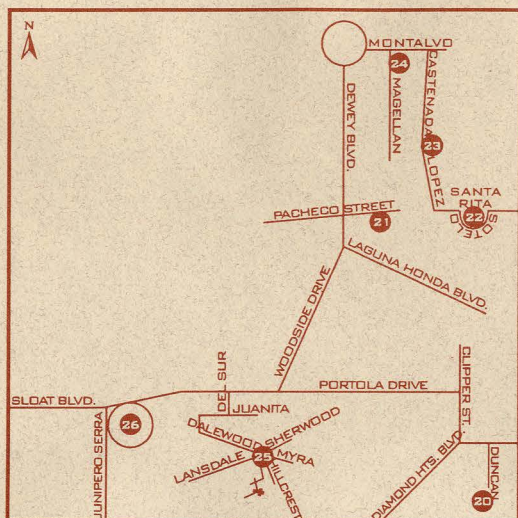 N
MONTALVO
24
CASTENADA
DEWEY BLVD.
MAGELLAN
23
LOPEZ
SANTA
RITA
PACHECO STREET
21
22
SOTELO
LAGUNA HONDA BLVD.
WOODSIDE DRIVE
CLIPPER ST.
DEL SUR
PORTOLA DRIVE
SLOAT BLVD.
JUANITA
26
JUNIPERO SERRA
DALEWOOD
SHERWOOD
LANSDALE
25
MYRA
HILLCREST
DIAMOND HTS. BLVD.
DUNCAN
20